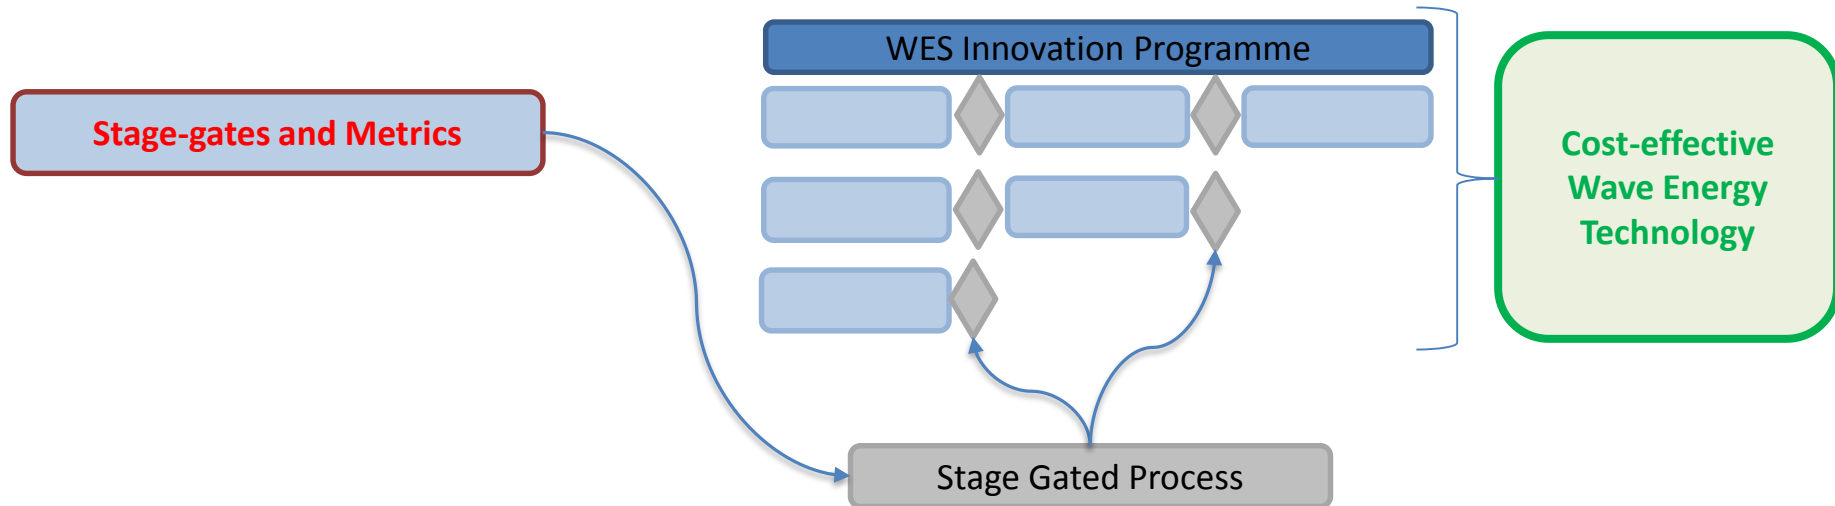 WES Innovation Programme
Stage-gates and Metrics
Cost-effective
Wave Energy
Technology
Stage Gated Process